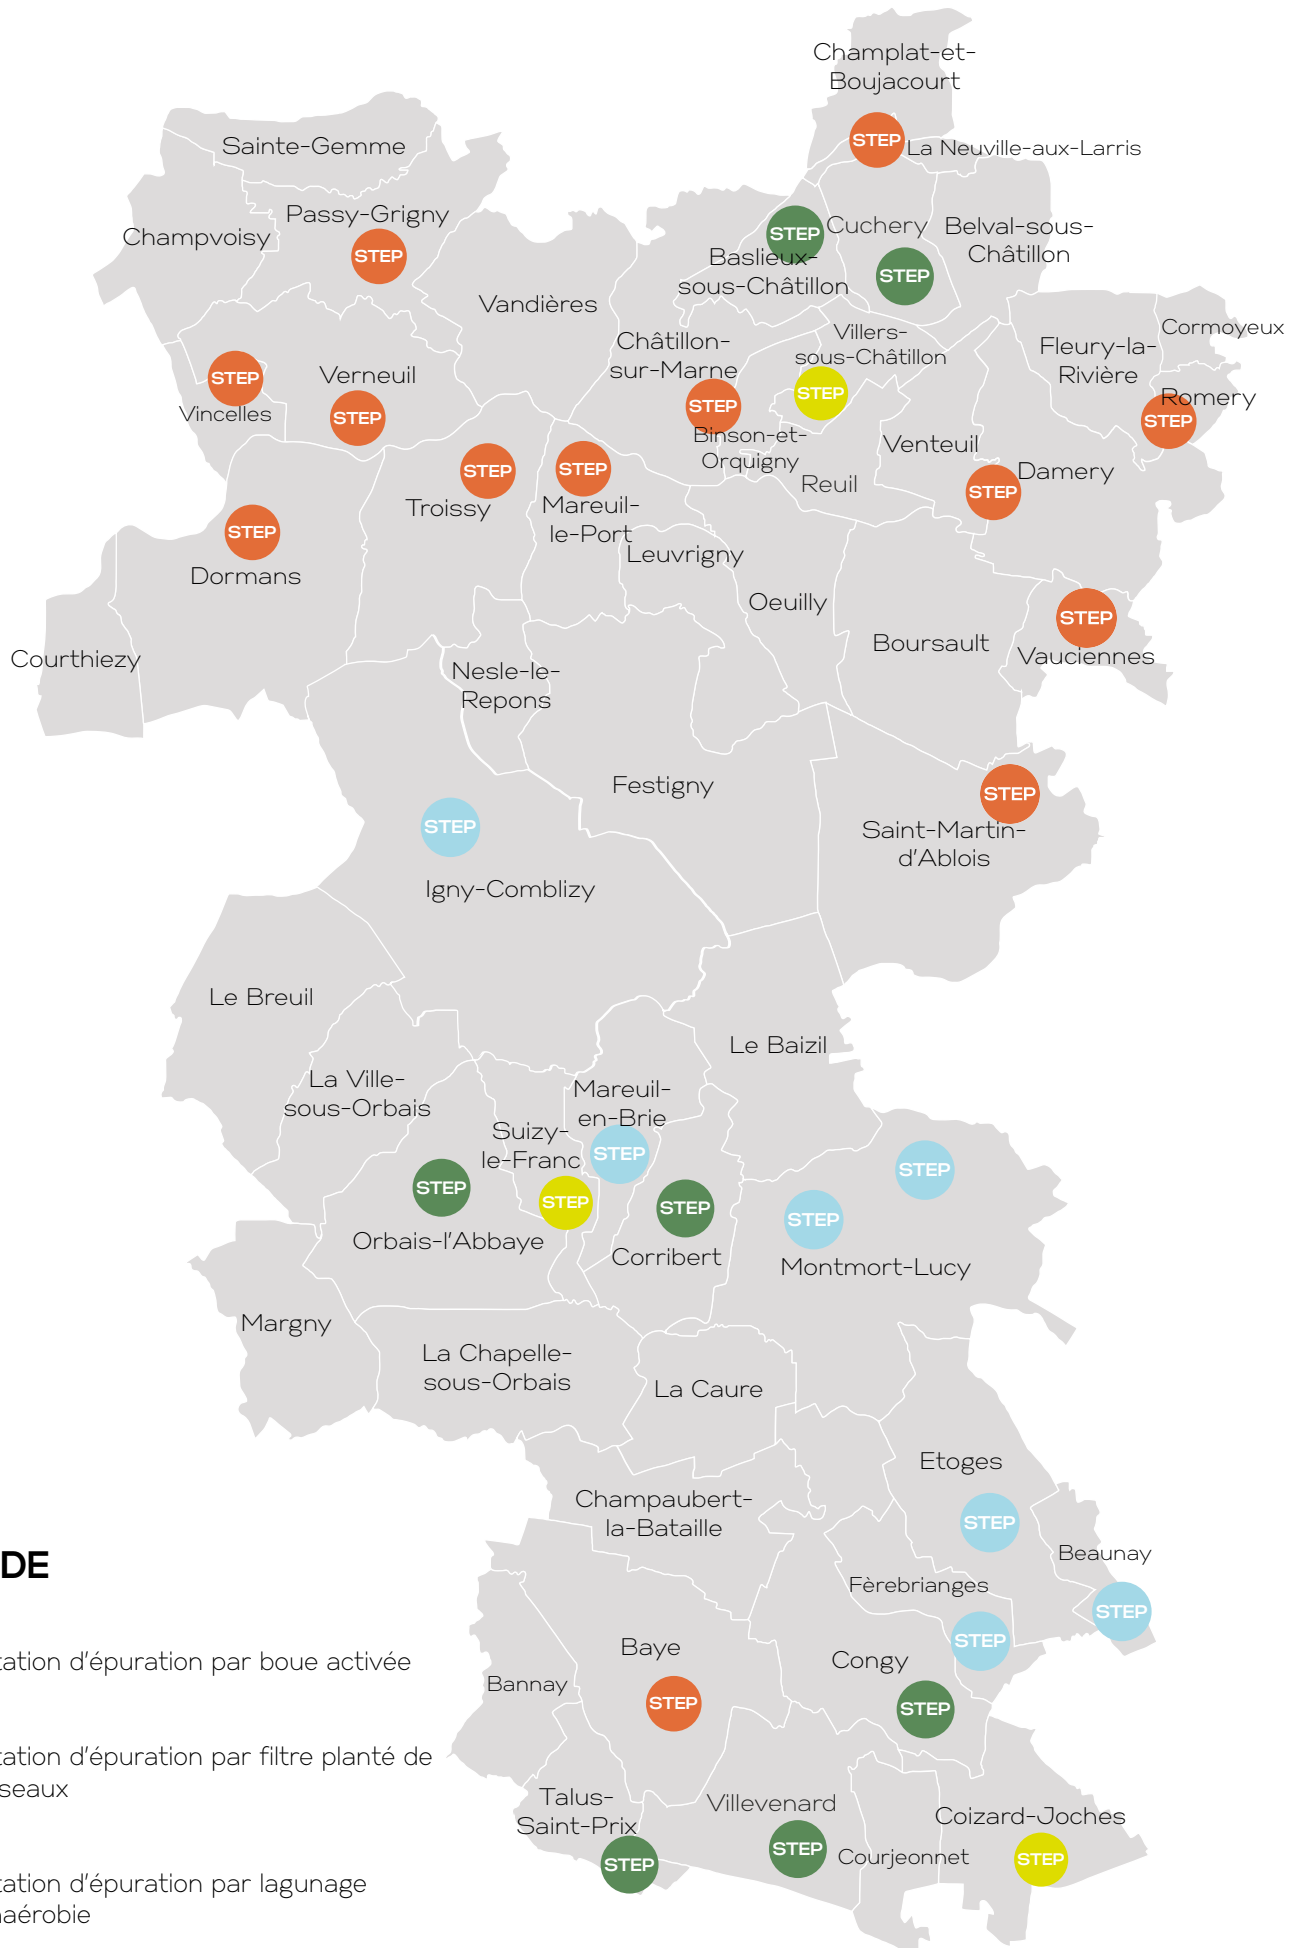 Champlat-et-
Boujacourt
STEP
La Neuville-aux-Larris
Sainte-Gemme
Passy-Grigny
STEP
Champvoisy
STEP
Cuchery
Belval-sous-
Châtillon
Baslieux-
sous-Châtillon
STEP
Vandières
Châtillon-
sur-Marne
STEP
Villers-
sous-Châtillon
STEP
Cormoyeux
Fleury-la-
Rivière
Romery
STEP
STEP
Vincelles
Verneuil
STEP
Binson-et-
Orquigny
Reuil
Venteuil
STEP
Damery
STEP
Troissy
STEP
Mareuil-
le-Port
Leuvrigny
STEP
Dormans
Oeuilly
STEP
Vauciennes
Boursault
Courthiezy
Nesle-le-
Repons
Festigny
STEP
Saint-Martin-
d'Ablois
STEP
Igny-Comblizy
Le Breuil
Le Baizil
La Ville-
sous-Orbais
Mareuil-
en-Brie
STEP
Suizy-
le-Franc
STEP
STEP
Orbais-l'Abbaye
STEP
Corribert
STEP
STEP
Montmort-Lucy
Margny
La Chapelle-
sous-Orbais
La Caure
Etoges
STEP
Champaubert-
la-Bataille
Beaunay
STEP
Fèrebrianges
STEP
Baye
STEP
Congy
STEP
Bannay
Talus-
Saint-Prix
STEP
Villevenard
STEP
Courjeonnet
Coizard-Joches
STEP
DE
tation d'épuration par boue activée
tation d'épuration par filtre planté de
seaux
tation d'épuration par lagunage
naérobie